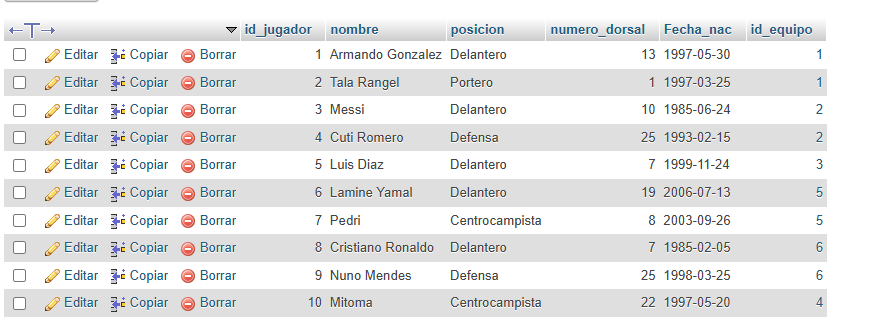 id_jugador nombre posicion numero_dorsal Fecha_nac id_equipo
Editar Copiar Borrar 1 Armando Gonzalez Delantero 13 1997-05-30 1
Editar Copiar Borrar 2 Tala Rangel Portero 1 1997-03-25 1
Editar Copiar Borrar 3 Messi Delantero 10 1985-06-24 2
Editar Copiar Borrar 4 Cuti Romero Defensa 25 1993-02-15 2
Editar Copiar Borrar 5 Luis Diaz Delantero 7 1999-11-24 3
Editar Copiar Borrar 6 Lamine Yamal Delantero 19 2006-07-13 5
Editar Copiar Borrar 7 Pedri Centrocampista 8 2003-09-26 5
Editar Copiar Borrar 8 Cristiano Ronaldo Delantero 7 1985-02-05 6
Editar Copiar Borrar 9 Nuno Mendes Defensa 25 1998-03-25 6
Editar Copiar Borrar 10 Mitoma Centrocampista 22 1997-05-20 4